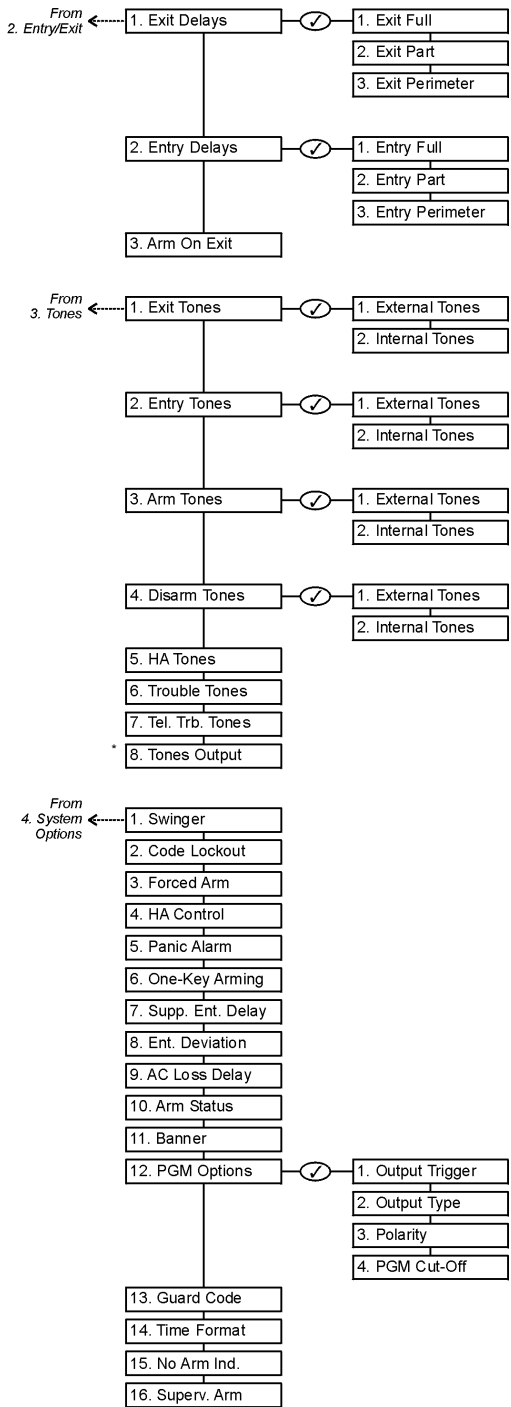 From
2. Entry/Exit
1. Exit Delays
✓
1. Exit Full
2. Exit Part
3. Exit Perimeter
2. Entry Delays
✓
1. Entry Full
2. Entry Part
3. Entry Perimeter
3. Arm On Exit
From
3. Tones
1. Exit Tones
✓
1. External Tones
2. Internal Tones
2. Entry Tones
✓
1. External Tones
2. Internal Tones
3. Arm Tones
✓
1. External Tones
2. Internal Tones
4. Disarm Tones
✓
1. External Tones
2. Internal Tones
5. HA Tones
6. Trouble Tones
7. Tel. Trb. Tones
* 8. Tones Output
From
4. System
Options
1. Swinger
2. Code Lockout
3. Forced Arm
4. HA Control
5. Panic Alarm
6. One-Key Arming
7. Supp. Ent. Delay
8. Ent. Deviation
9. AC Loss Delay
10. Arm Status
11. Banner
12. PGM Options
✓
1. Output Trigger
2. Output Type
3. Polarity
4. PGM Cut-Off
13. Guard Code
14. Time Format
15. No Arm Ind.
16. Superv. Arm